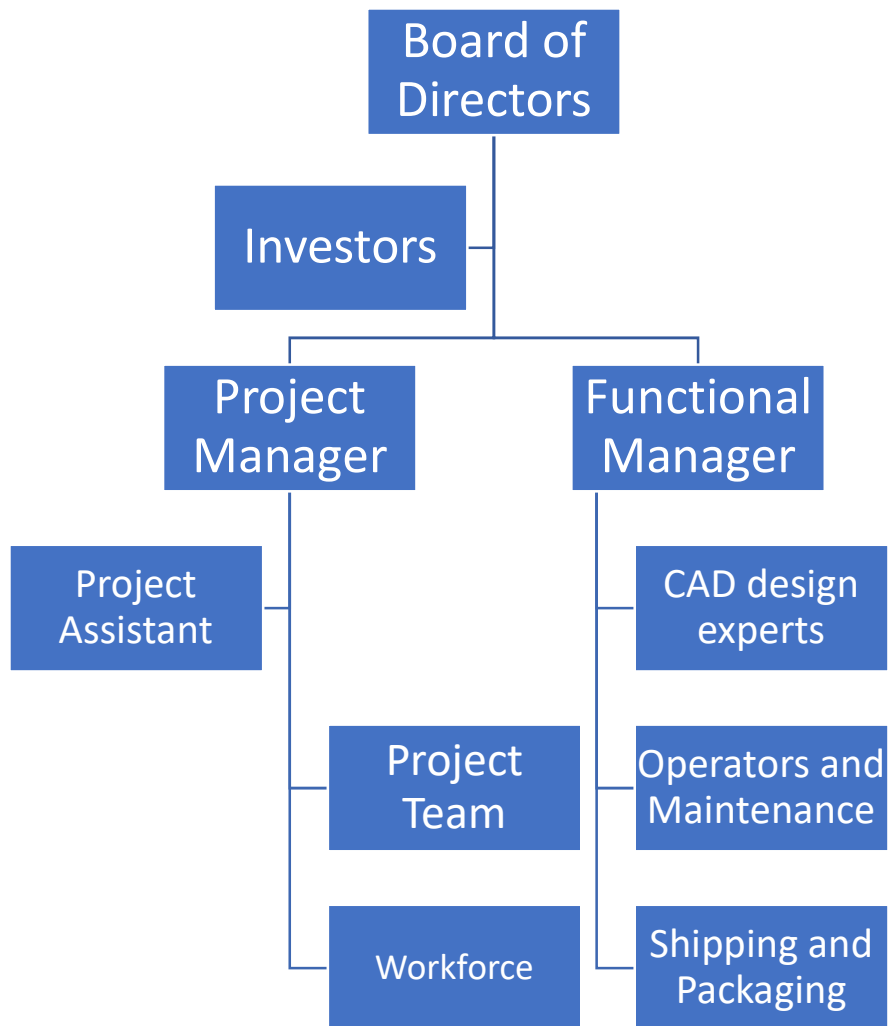 Board of
Directors
Investors
Project
Manager
Functional
Manager
Project
Assistant
CAD design
experts
Project
Team
Operators and
Maintenance
Workforce
Shipping and
Packaging